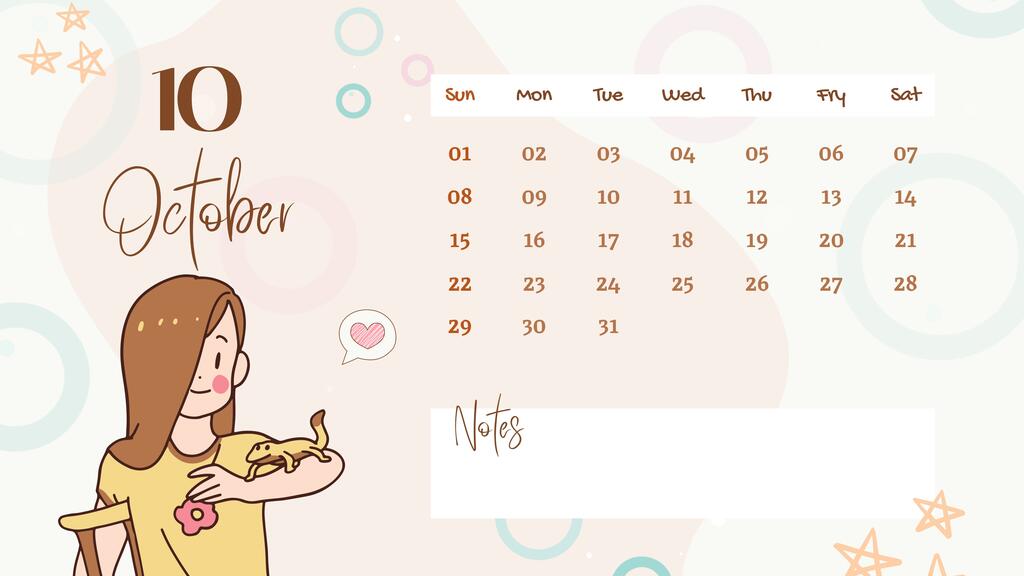 10
October
Sun Mon Tue Wed Thu Fry Sat
01 02 03 04 05 06 07
08 09 10 11 12 13 14
15 16 17 18 19 20 21
22 23 24 25 26 27 28
29 30 31
Notes